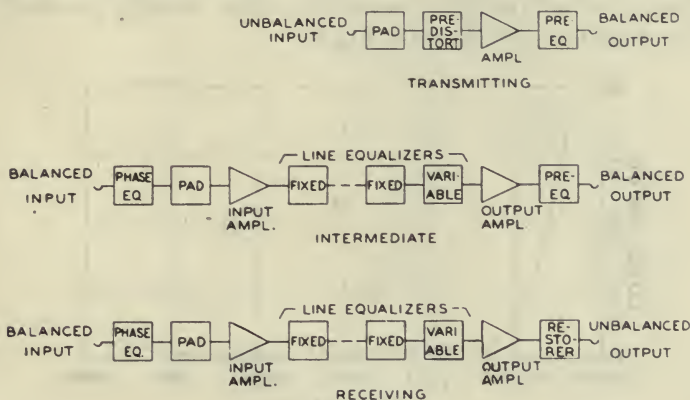 UNBALANCED
INPUT
PAD
PRE-
DIS-
TORT
AMPL
PRE-
EQ.
BALANCED
OUTPUT
TRANSMITTING
LINE EQUALIZERS
BALANCED
INPUT
PHASE
EQ
PAD
INPUT
AMPL.
FIXED
FIXED
VARI-
ABLE
OUTPUT
AMPL.
PRE-
EQ
BALANCED
OUTPUT
INTERMEDIATE
LINE EQUALIZERS
BALANCED
INPUT
PHASE
EQ.
PAD
INPUT
AMPL.
FIXED
FIXED
VARI
ABLE
OUTPUT
AMPL
RE-
STO-
RER
UNBALANCED
OUTPUT
RECEIVING